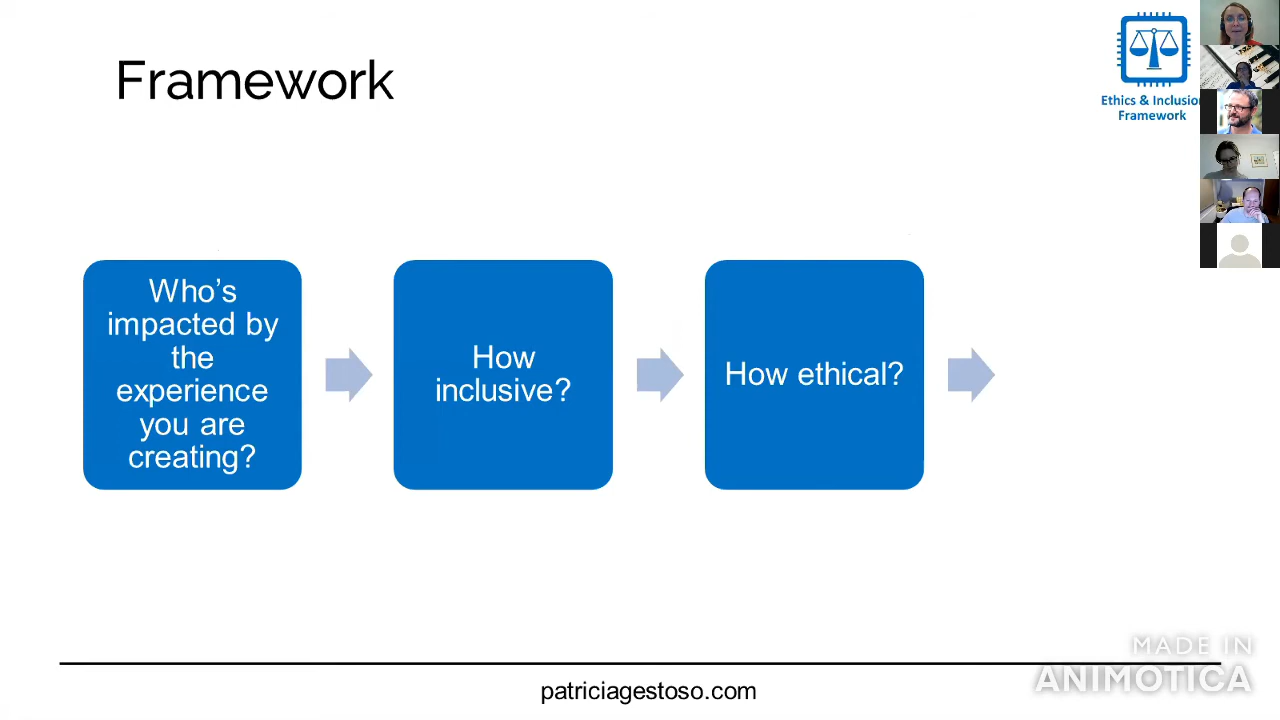 Framework
Ethics & Inclusio
Framework
Who's
impacted by
the
experience
you are
creating?
How
inclusive?
How ethical?
patriciagestoso.com
MADE IN
ANIMOTICA